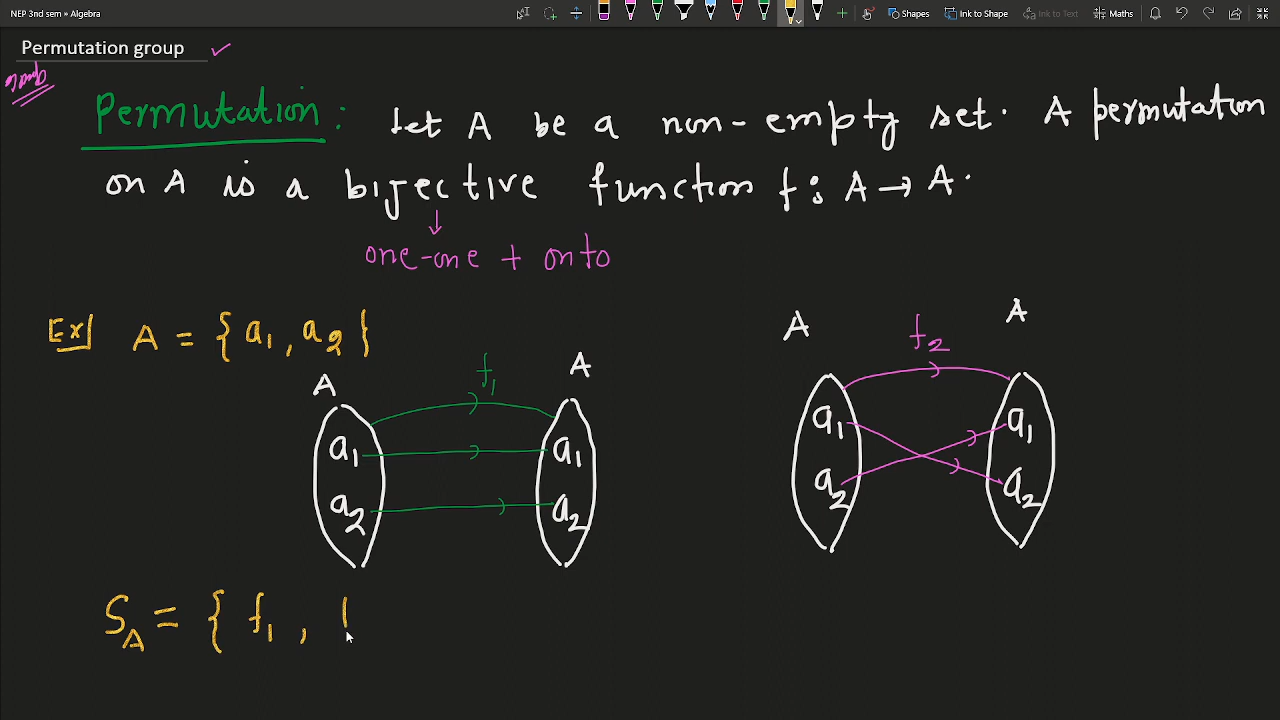 NEP 3rd sem » Algebra
Shapes Ink to Shape Ink to Text Maths
Permutation group
Permutation : Let A be a non-empty set. A permutation
on A is a bijective function f : A → A.
one-one + onto
Ex] A = { a1, a2 }
A f1 A
a1 a1
a2 a2
A f2 A
a1 a1
a2 a2
SA = { f1 ,